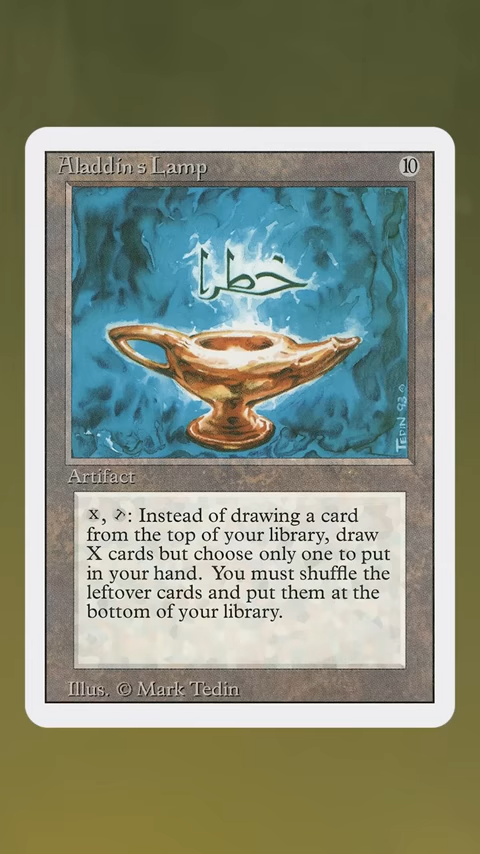 Aladdin's Lamp 10
خطرا
TEDIN 93 ©
Artifact
X, : Instead of drawing a card
from the top of your library, draw
X cards but choose only one to put
in your hand. You must shuffle the
leftover cards and put them at the
bottom of your library.
Illus. © Mark Tedin